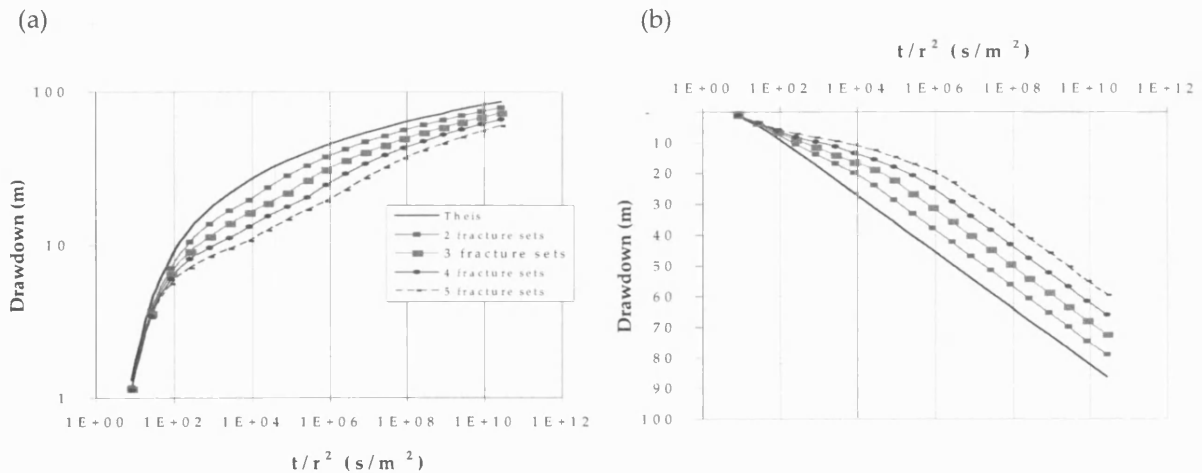 (a)
100
10
1
Drawdown (m)
1E+00 1E+02 1E+04 1E+06 1E+08 1E+10 1E+12
t/r² (s/m²)
Theis
2 fracture sets
3 fracture sets
4 fracture sets
5 fracture sets
(b)
t/r² (s/m²)
1E+00 1E+02 1E+04 1E+06 1E+08 1E+10 1E+12
10
20
30
40
50
60
70
80
90
100
Drawdown (m)